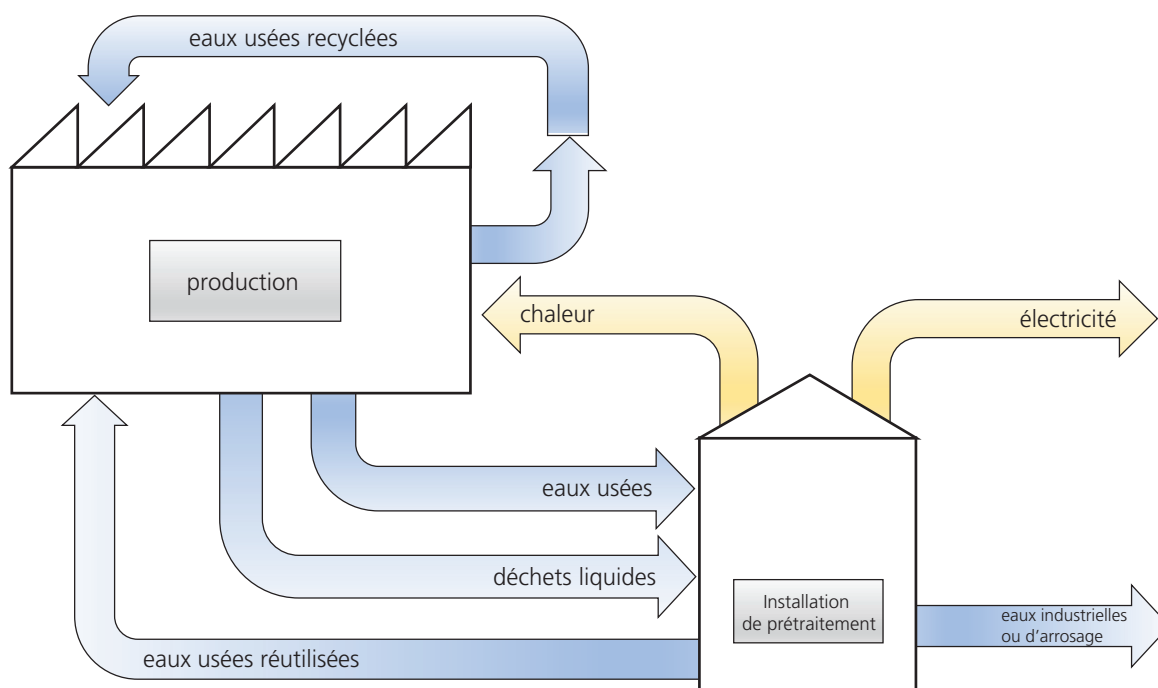 eaux usées recyclées
production
chaleur
électricité
eaux usées
déchets liquides
Installation
de prétraitement
eaux industrielles
ou d'arrosage
eaux usées réutilisées